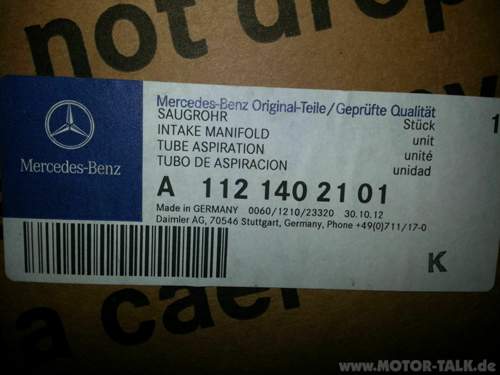 not drop
Mercedes-Benz
Mercedes-Benz Original-Teile/Geprüfte Qualität
SAUGROHR Stück 1
INTAKE MANIFOLD unit
TUBE ASPIRATION unité
TUBO DE ASPIRACION unidad
A 112 140 21 01
Made in GERMANY 0060/1210/23320 30.10.12
Daimler AG, 70546 Stuttgart, Germany, Phone +49(0)711/17-0
K
a caer
www.MOTOR-TALK.de